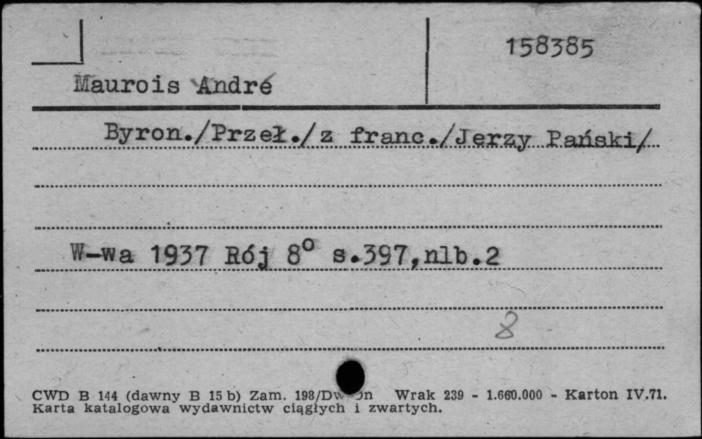 158385
Maurois André
Byron./Przeł./z franc./Jerzy Pański/
W-wa 1937 Rój 8° s.397,nlb.2
8
CWD B 144 (dawny B 15 b) Zam. 198/Dw Wrak 239 - 1.660.000 - Karton IV.71.
Karta katalogowa wydawnictw ciągłych i zwartych.